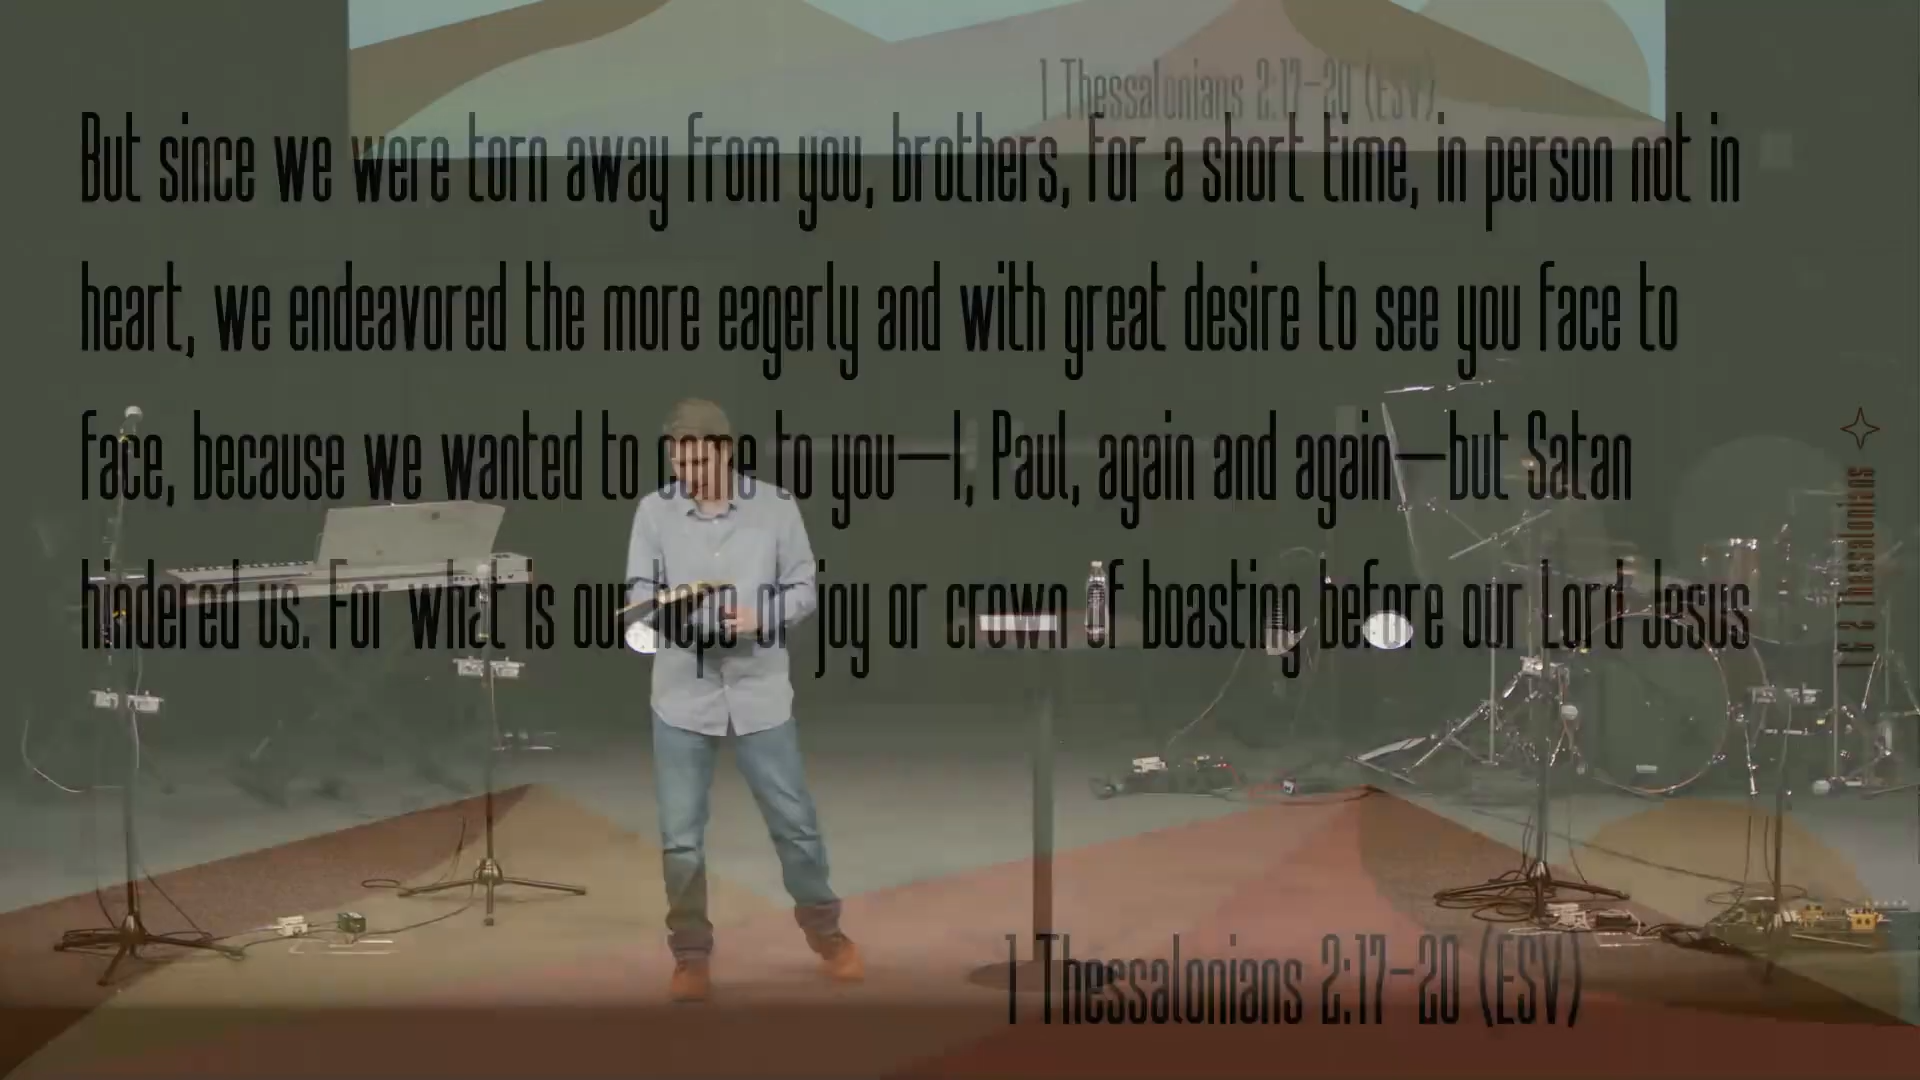 1 Thessalonians 2:17-20 (ESV)
But since we were torn away from you, brothers, for a short time, in person not in
heart, we endeavored the more eagerly and with great desire to see you face to
face, because we wanted to come to you—I, Paul, again and again—but Satan
hindered us. For what is our hope or joy or crown of boasting before our Lord Jesus
1 & 2 Thessalonians
1 Thessalonians 2:17-20 (ESV)